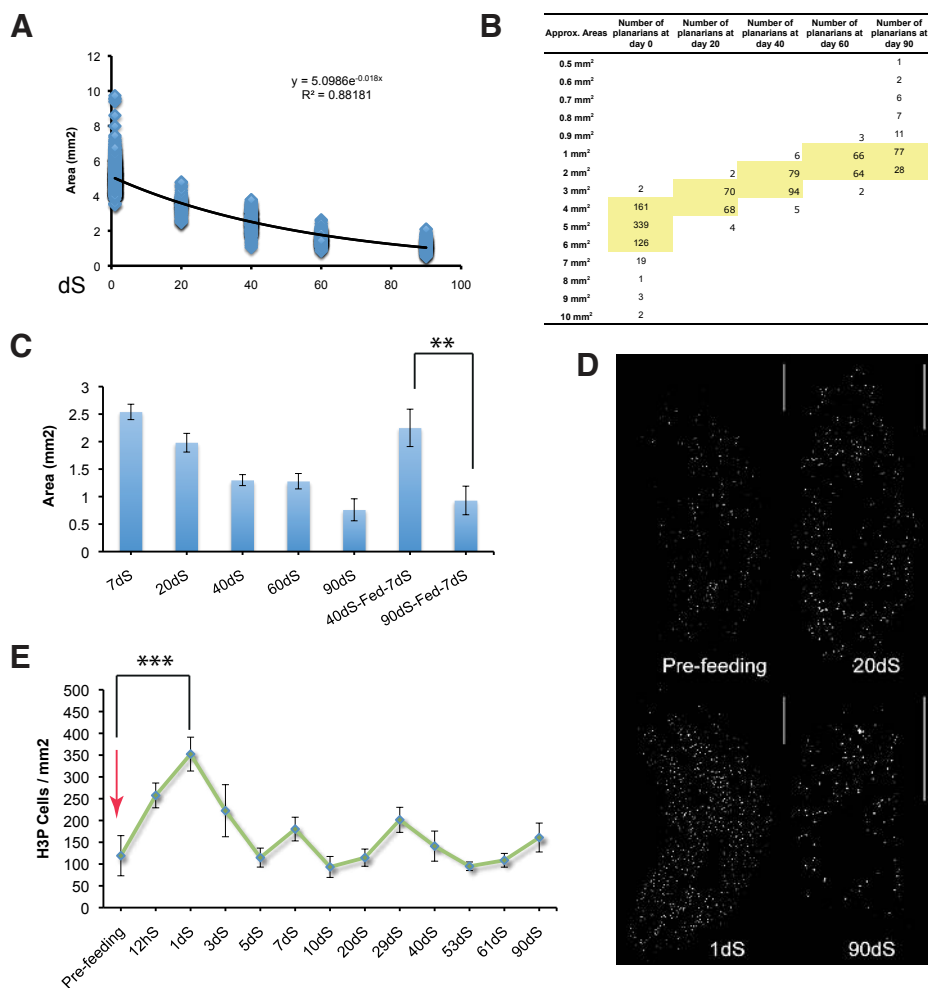 A
Area (mm2)
12
10
8
6
4
2
0
y = 5.0986e^-0.018x
R² = 0.88181
dS
0 20 40 60 80 100
B
Approx. Areas Number of planarians at day 0 Number of planarians at day 20 Number of planarians at day 40 Number of planarians at day 60 Number of planarians at day 90
0.5 mm² 1
0.6 mm² 2
0.7 mm² 6
0.8 mm² 7
0.9 mm² 3 11
1 mm² 6 66 77
2 mm² 2 79 64 28
3 mm² 2 70 94 2
4 mm² 161 68 5
5 mm² 339 4
6 mm² 126
7 mm² 19
8 mm² 1
9 mm² 3
10 mm² 2
C
**
Area (mm2)
3
2.5
2
1.5
1
0.5
0
7dS 20dS 40dS 60dS 90dS 40dS-Fed-7dS 90dS-Fed-7dS
D
Pre-feeding 20dS
1dS 90dS
E
***
H3P Cells / mm2
500
450
400
350
300
250
200
150
100
50
0
Pre-feeding 12hS 1dS 3dS 5dS 7dS 10dS 20dS 29dS 40dS 53dS 61dS 90dS